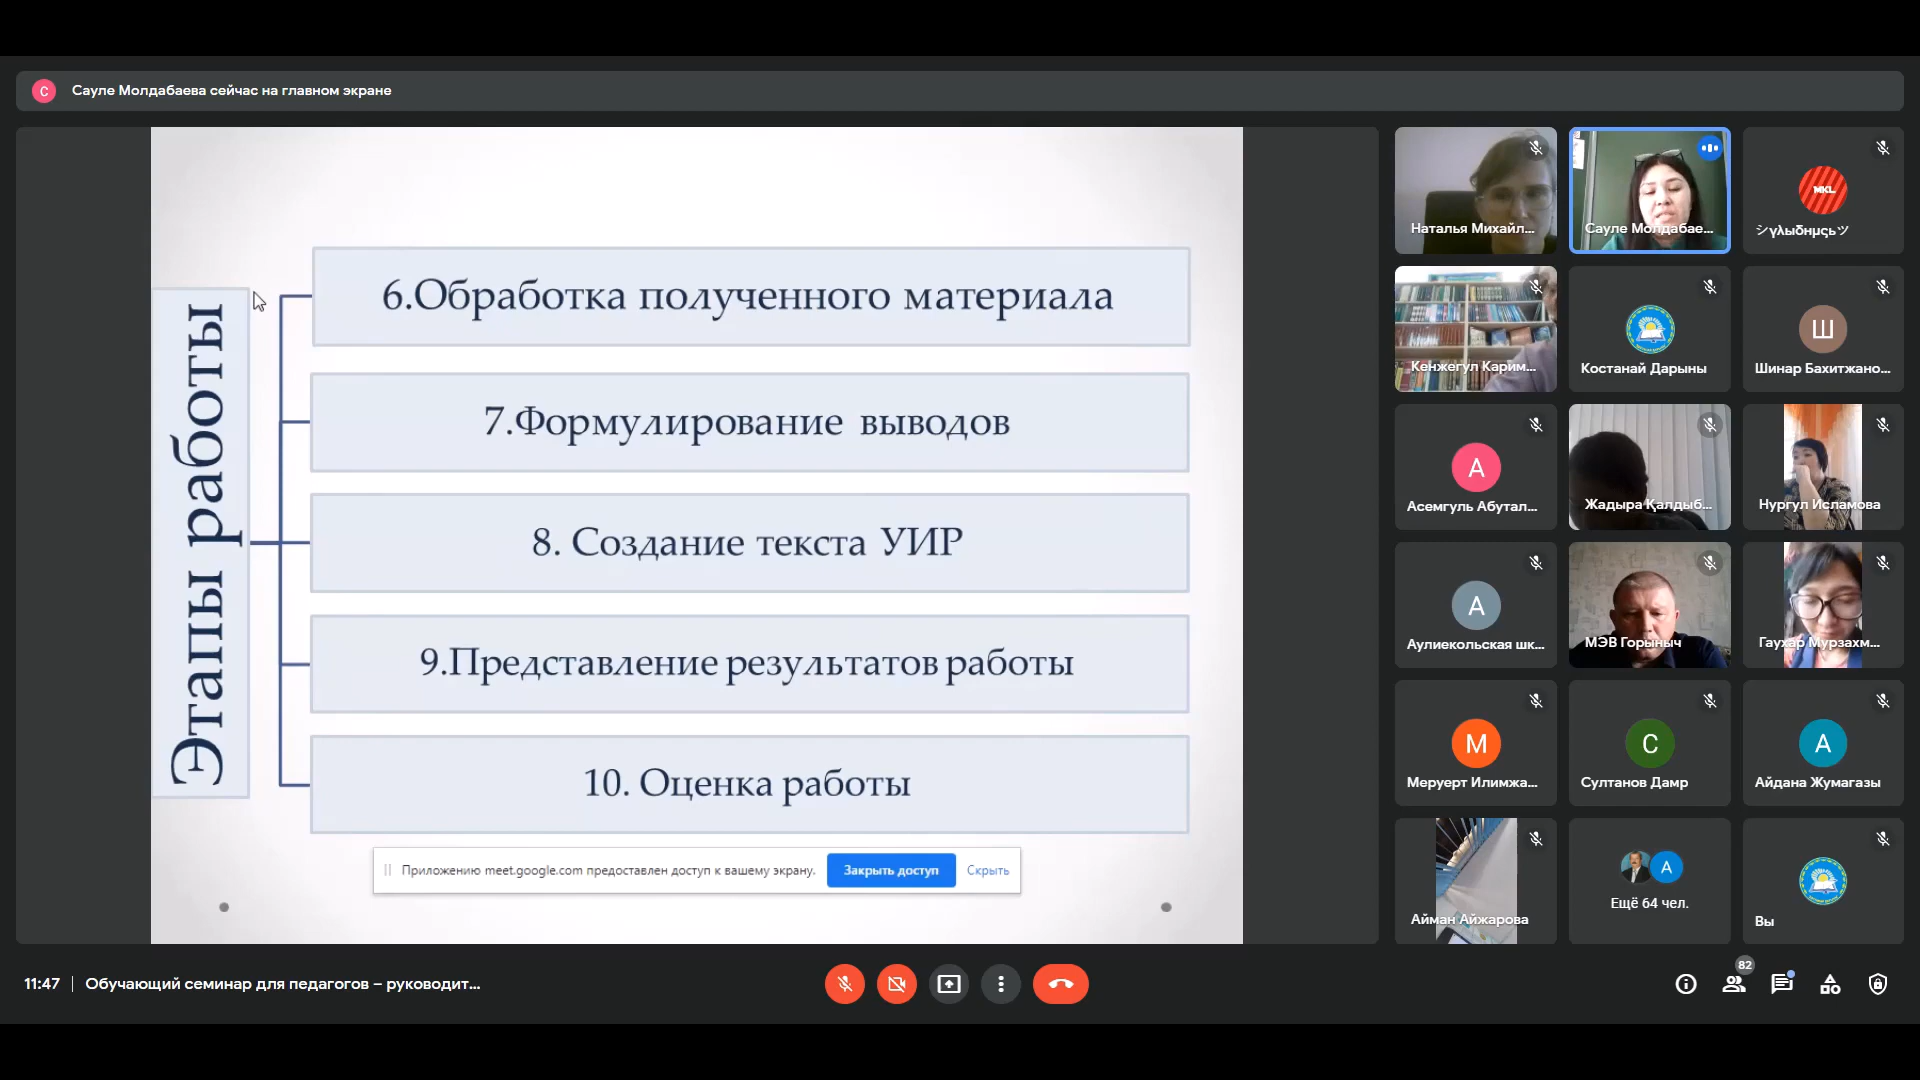 С
Сауле Молдабаева сейчас на главном экране
Этапы работы
6.Обработка полученного материала
7.Формулирование выводов
8. Создание текста УИР
9.Представление результатов работы
10. Оценка работы
Приложению meet.google.com предоставлен доступ к вашему экрану.
Закрыть доступ
Скрыть
Наталья Михайл...
Сауле Молдабае...
MKL
Кенжегул Карим...
Костанай Дарыны
Ш
Шинар Бахитжано...
А
Асемгуль Абутал...
Жадыра Қалдыб...
Нургул Исламова
А
Аулиекольская шк...
МЭВ Горыныч
Гаухар Мурзахм...
М
Меруерт Илимжа...
С
Султанов Дамр
А
Айдана Жумагазы
Айман Айжарова
А
Ещё 64 чел.
Вы
11:47
Обучающий семинар для педагогов – руководит...
82